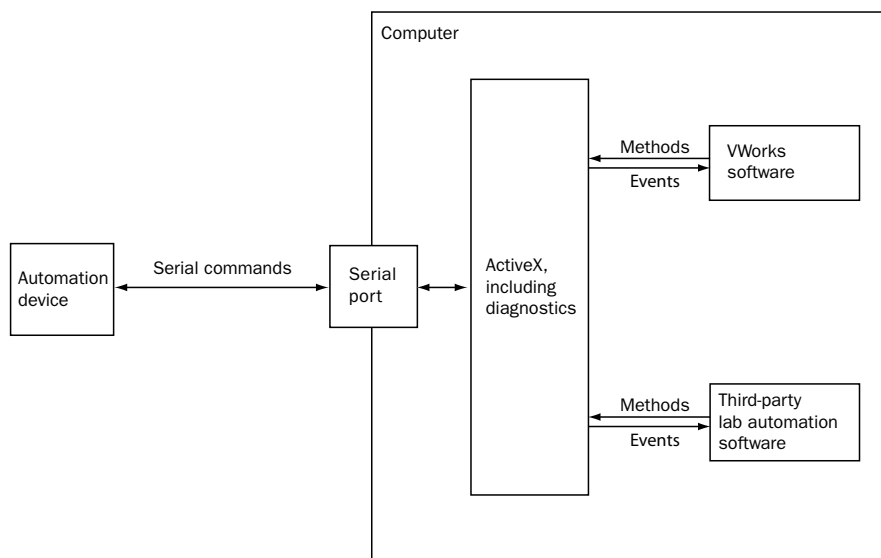 Computer
Methods
Events
VWorks
software
Automation
device
Serial commands
Serial
port
ActiveX,
including
diagnostics
Methods
Events
Third-party
lab automation
software